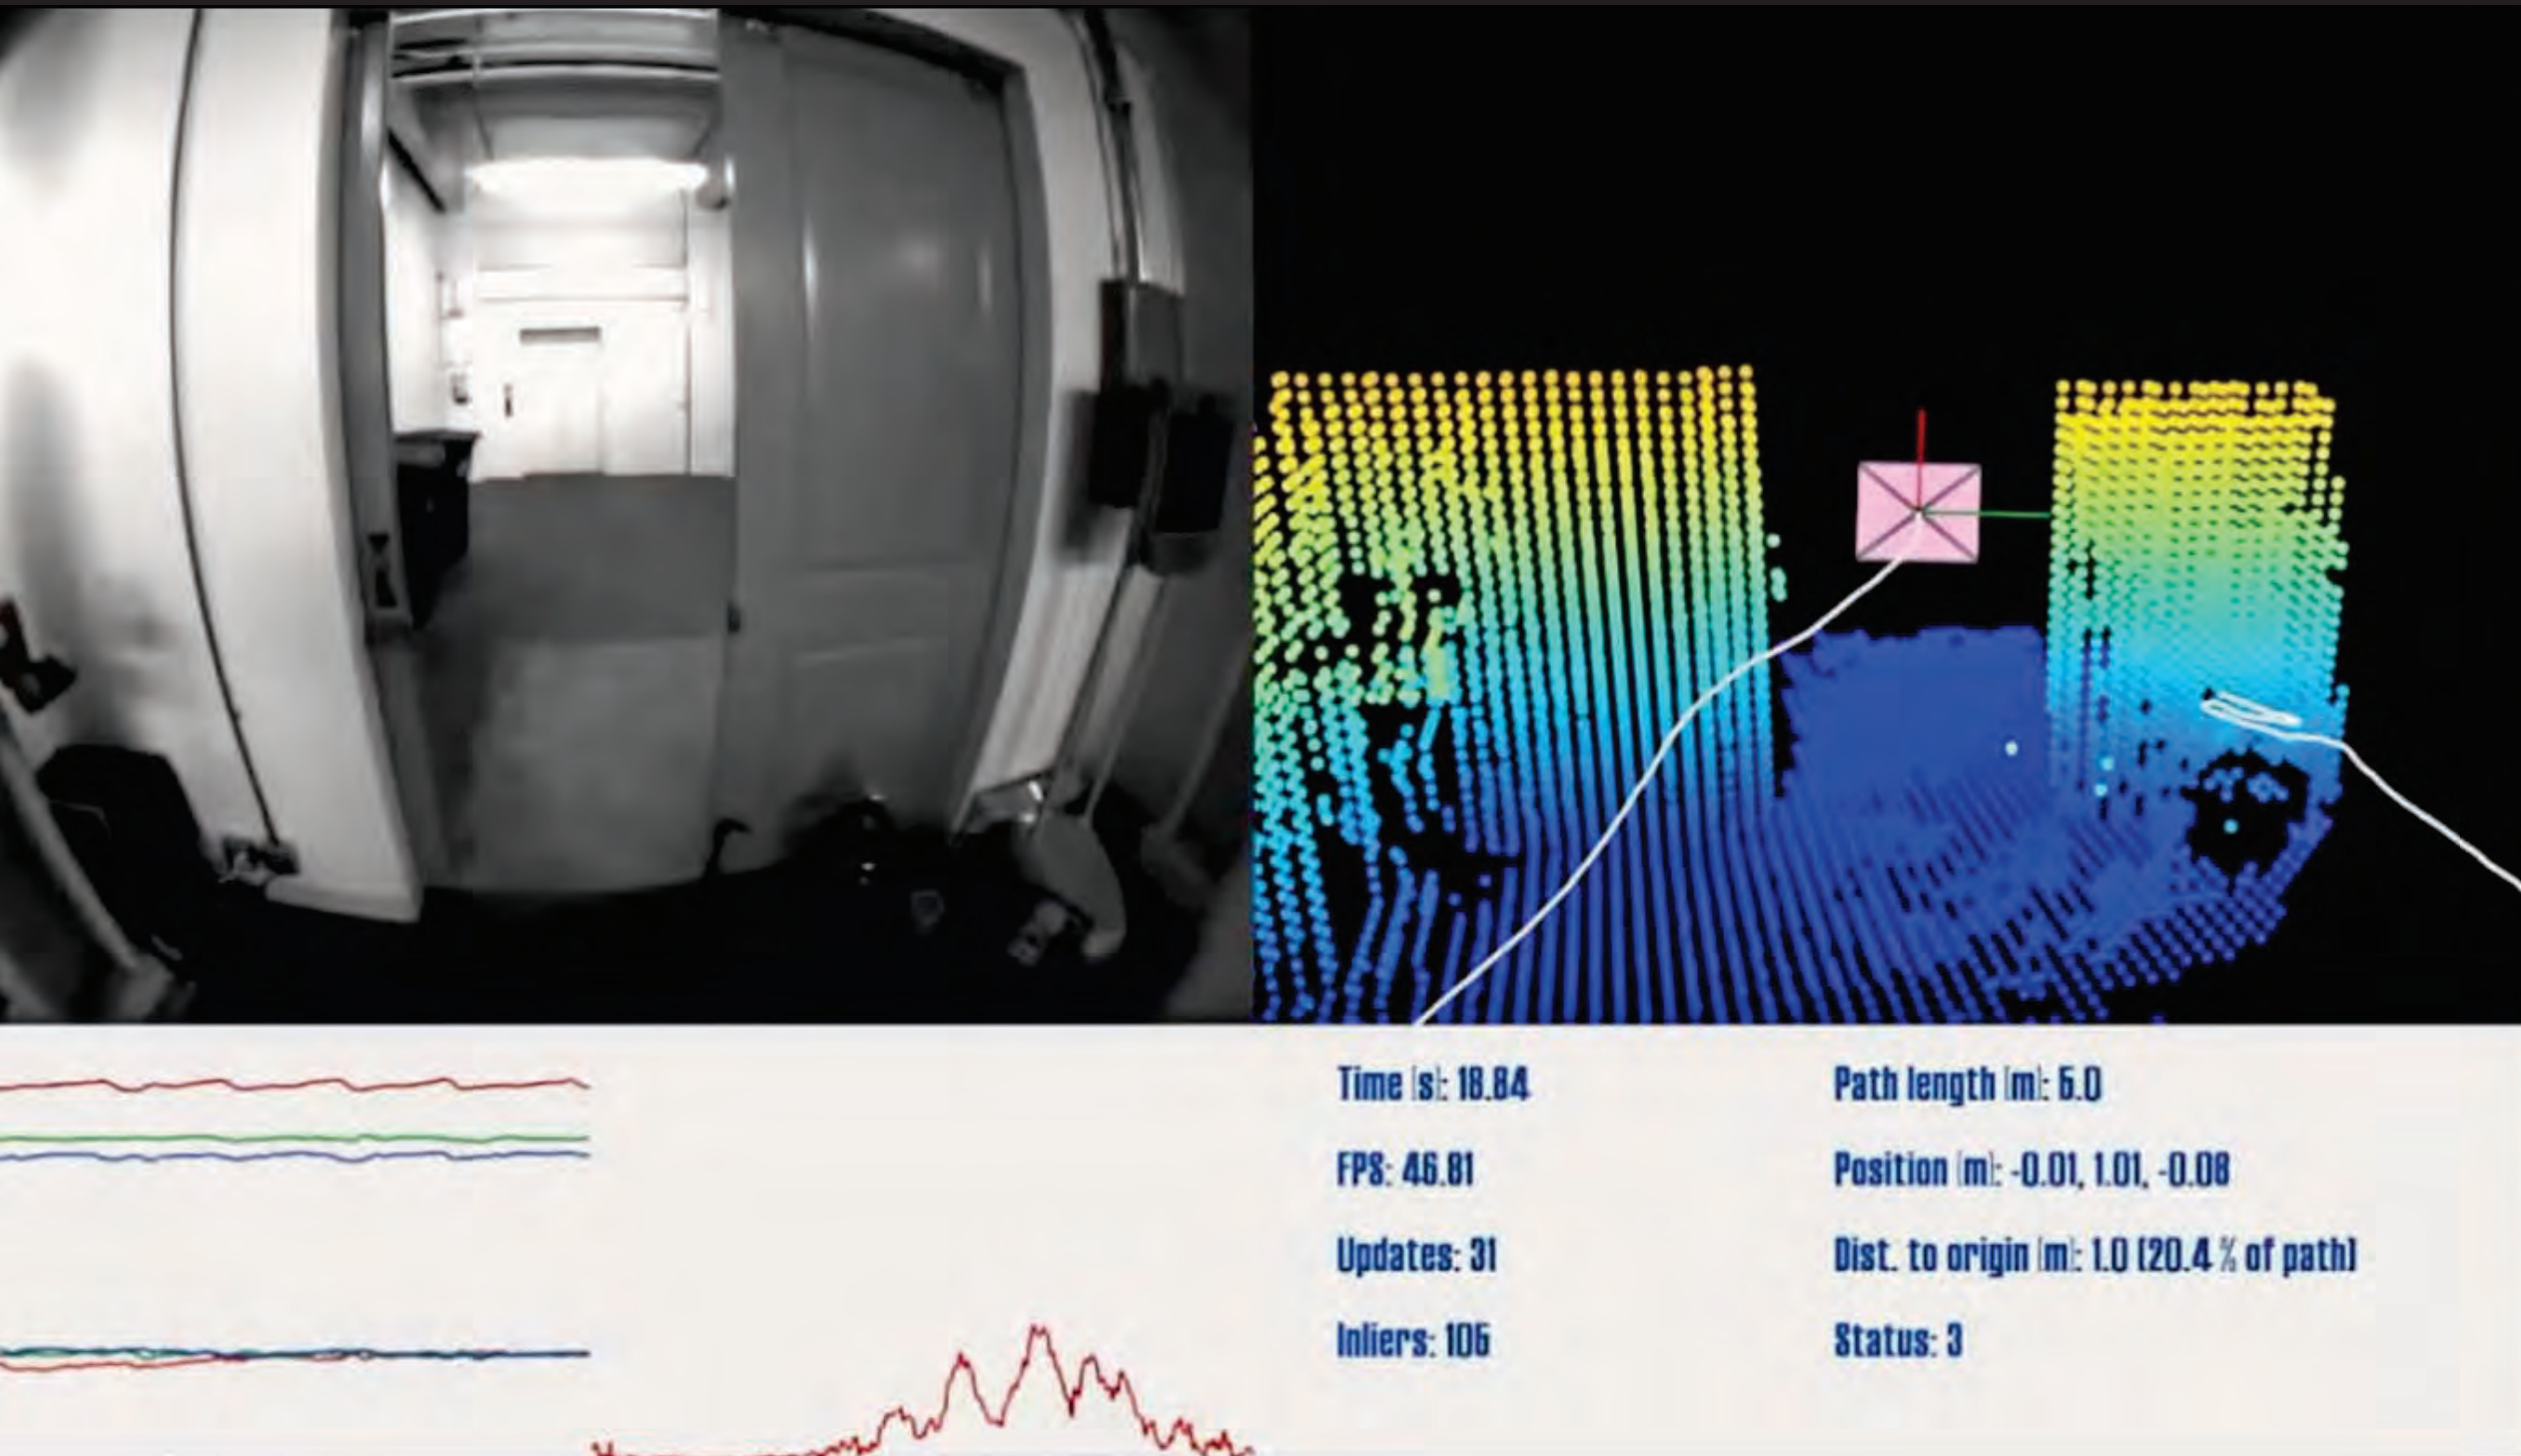 Time (s): 18.84
Path length (m): 5.0
FPS: 46.81
Position (m): -0.01, 1.01, -0.08
Updates: 31
Dist. to origin (m): 1.0 (20.4 % of path)
Inliers: 105
Status: 3